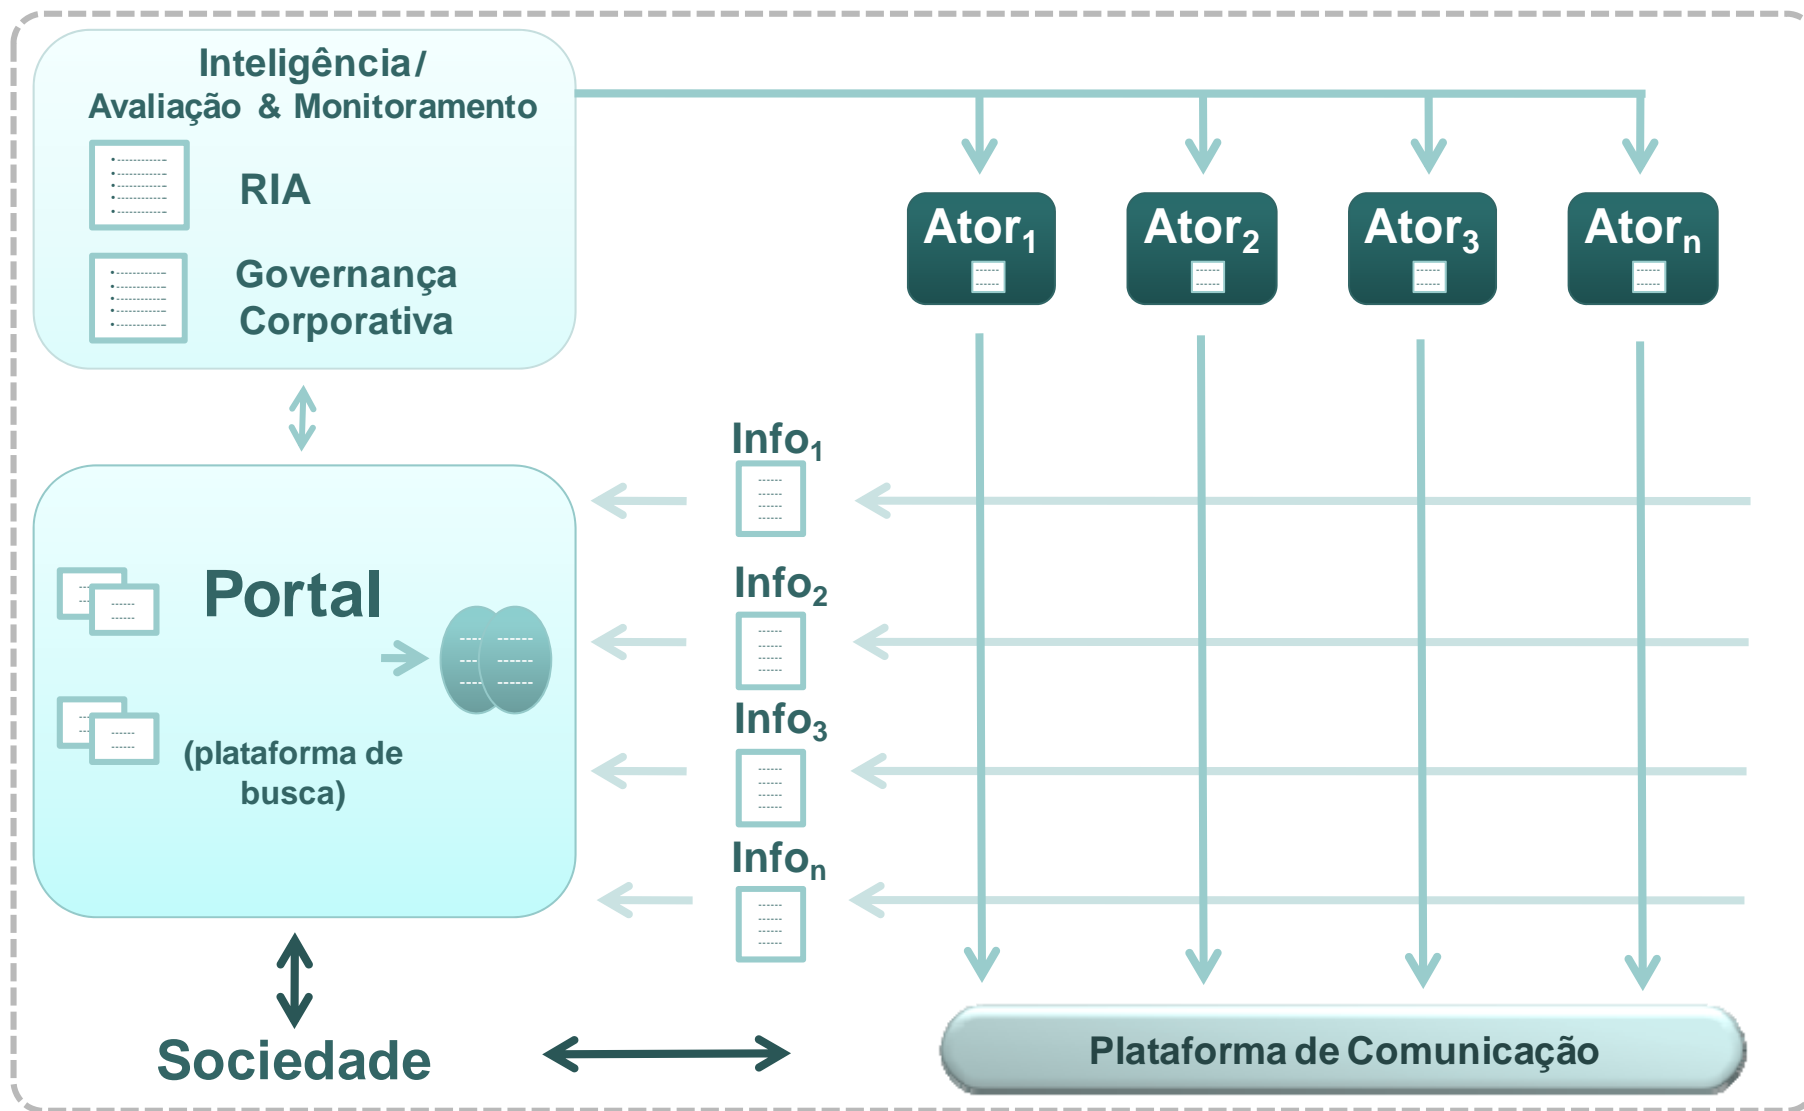 Inteligência/
Avaliação & Monitoramento
RIA
Governança
Corporativa
Ator1
Ator2
Ator3
Atorn
Info1
Info2
Info3
Infon
Portal
(plataforma de
busca)
Sociedade
Plataforma de Comunicação